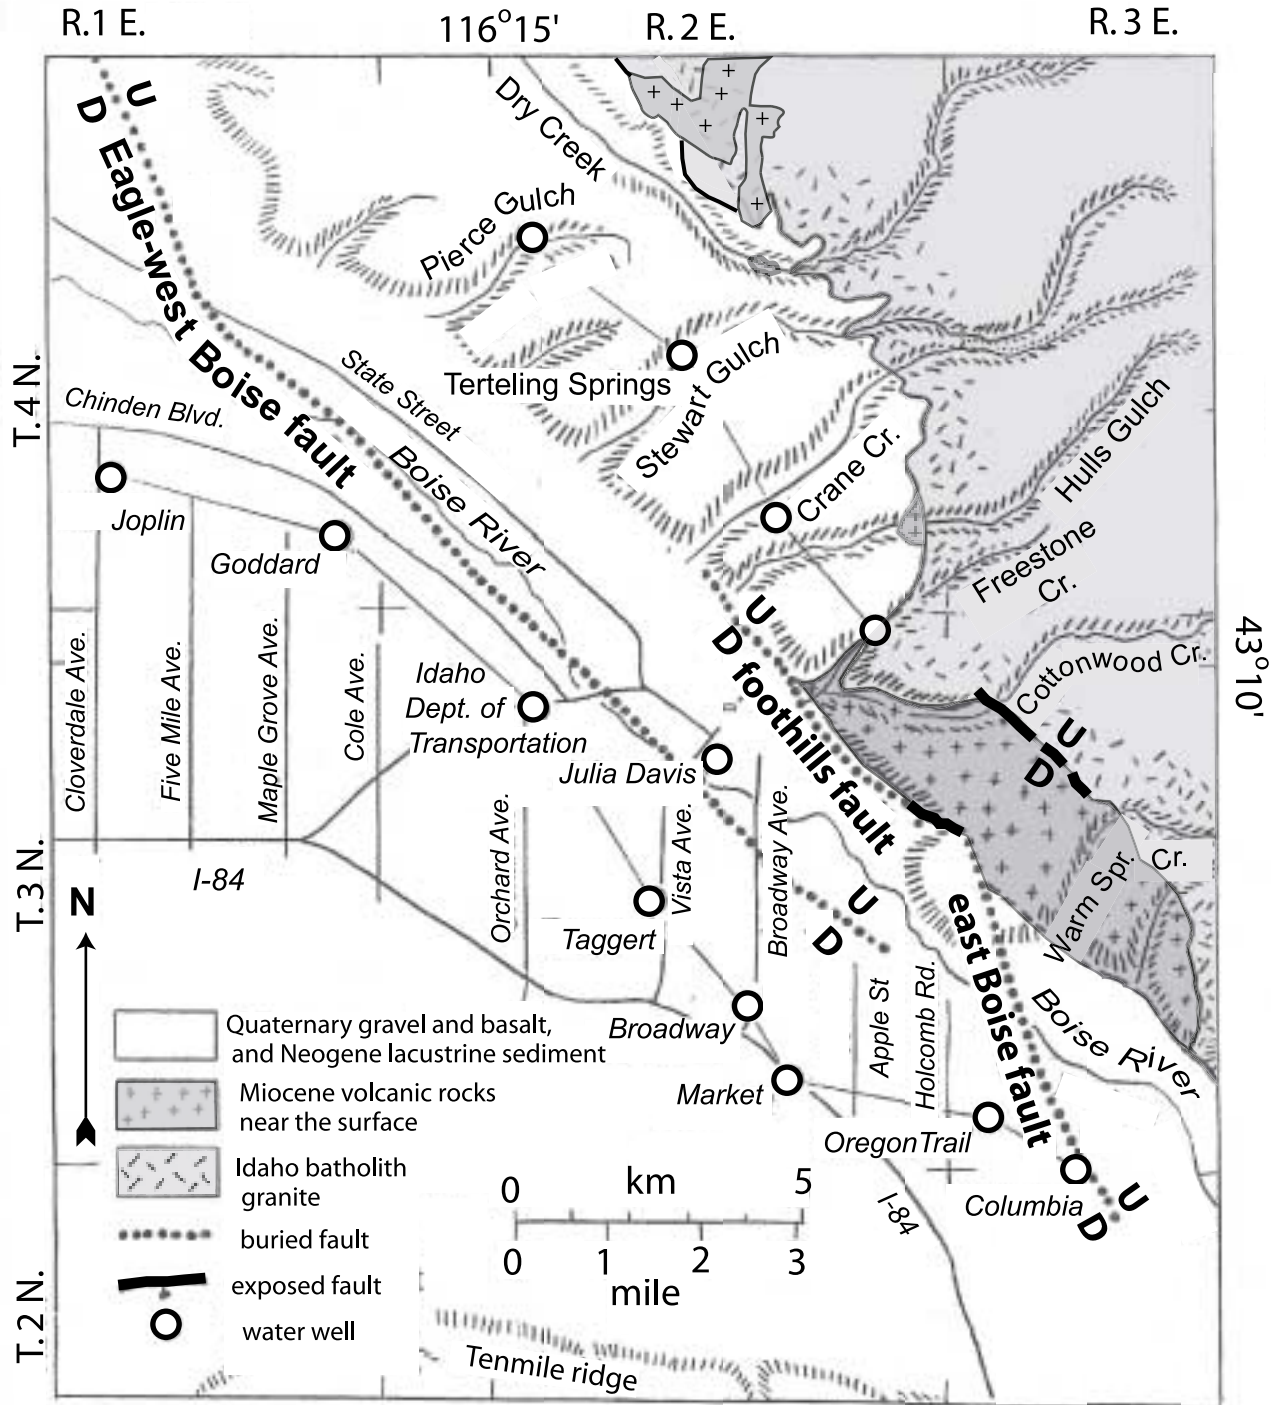 R.1 E.
116°15'
R. 2 E.
R. 3 E.
U
D
Dry Creek
Eagle-west Boise fault
Pierce Gulch
State Street
Terteling Springs
Stewart Gulch
T.4 N.
Chinden Blvd.
Boise River
Crane Cr.
Hulls Gulch
Joplin
Goddard
Freestone
Cr.
U
D
foothills fault
43°10'
Cottonwood Cr.
U
D
Cloverdale Ave.
Five Mile Ave.
Maple Grove Ave.
Cole Ave.
Idaho
Dept. of
Transportation
Julia Davis
Orchard Ave.
Vista Ave.
Broadway Ave.
Warm Spr.
Cr.
T.3 N.
I-84
N
Taggert
U
D
east Boise fault
Apple St
Holcomb Rd.
Boise River
Broadway
Market
Oregon Trail
Columbia
U
D
I-84
Quaternary gravel and basalt,
and Neogene lacustrine sediment
Miocene volcanic rocks
near the surface
Idaho batholith
granite
buried fault
exposed fault
water well
0 km 5
0 1 2 3
mile
T.2 N.
Tenmile ridge